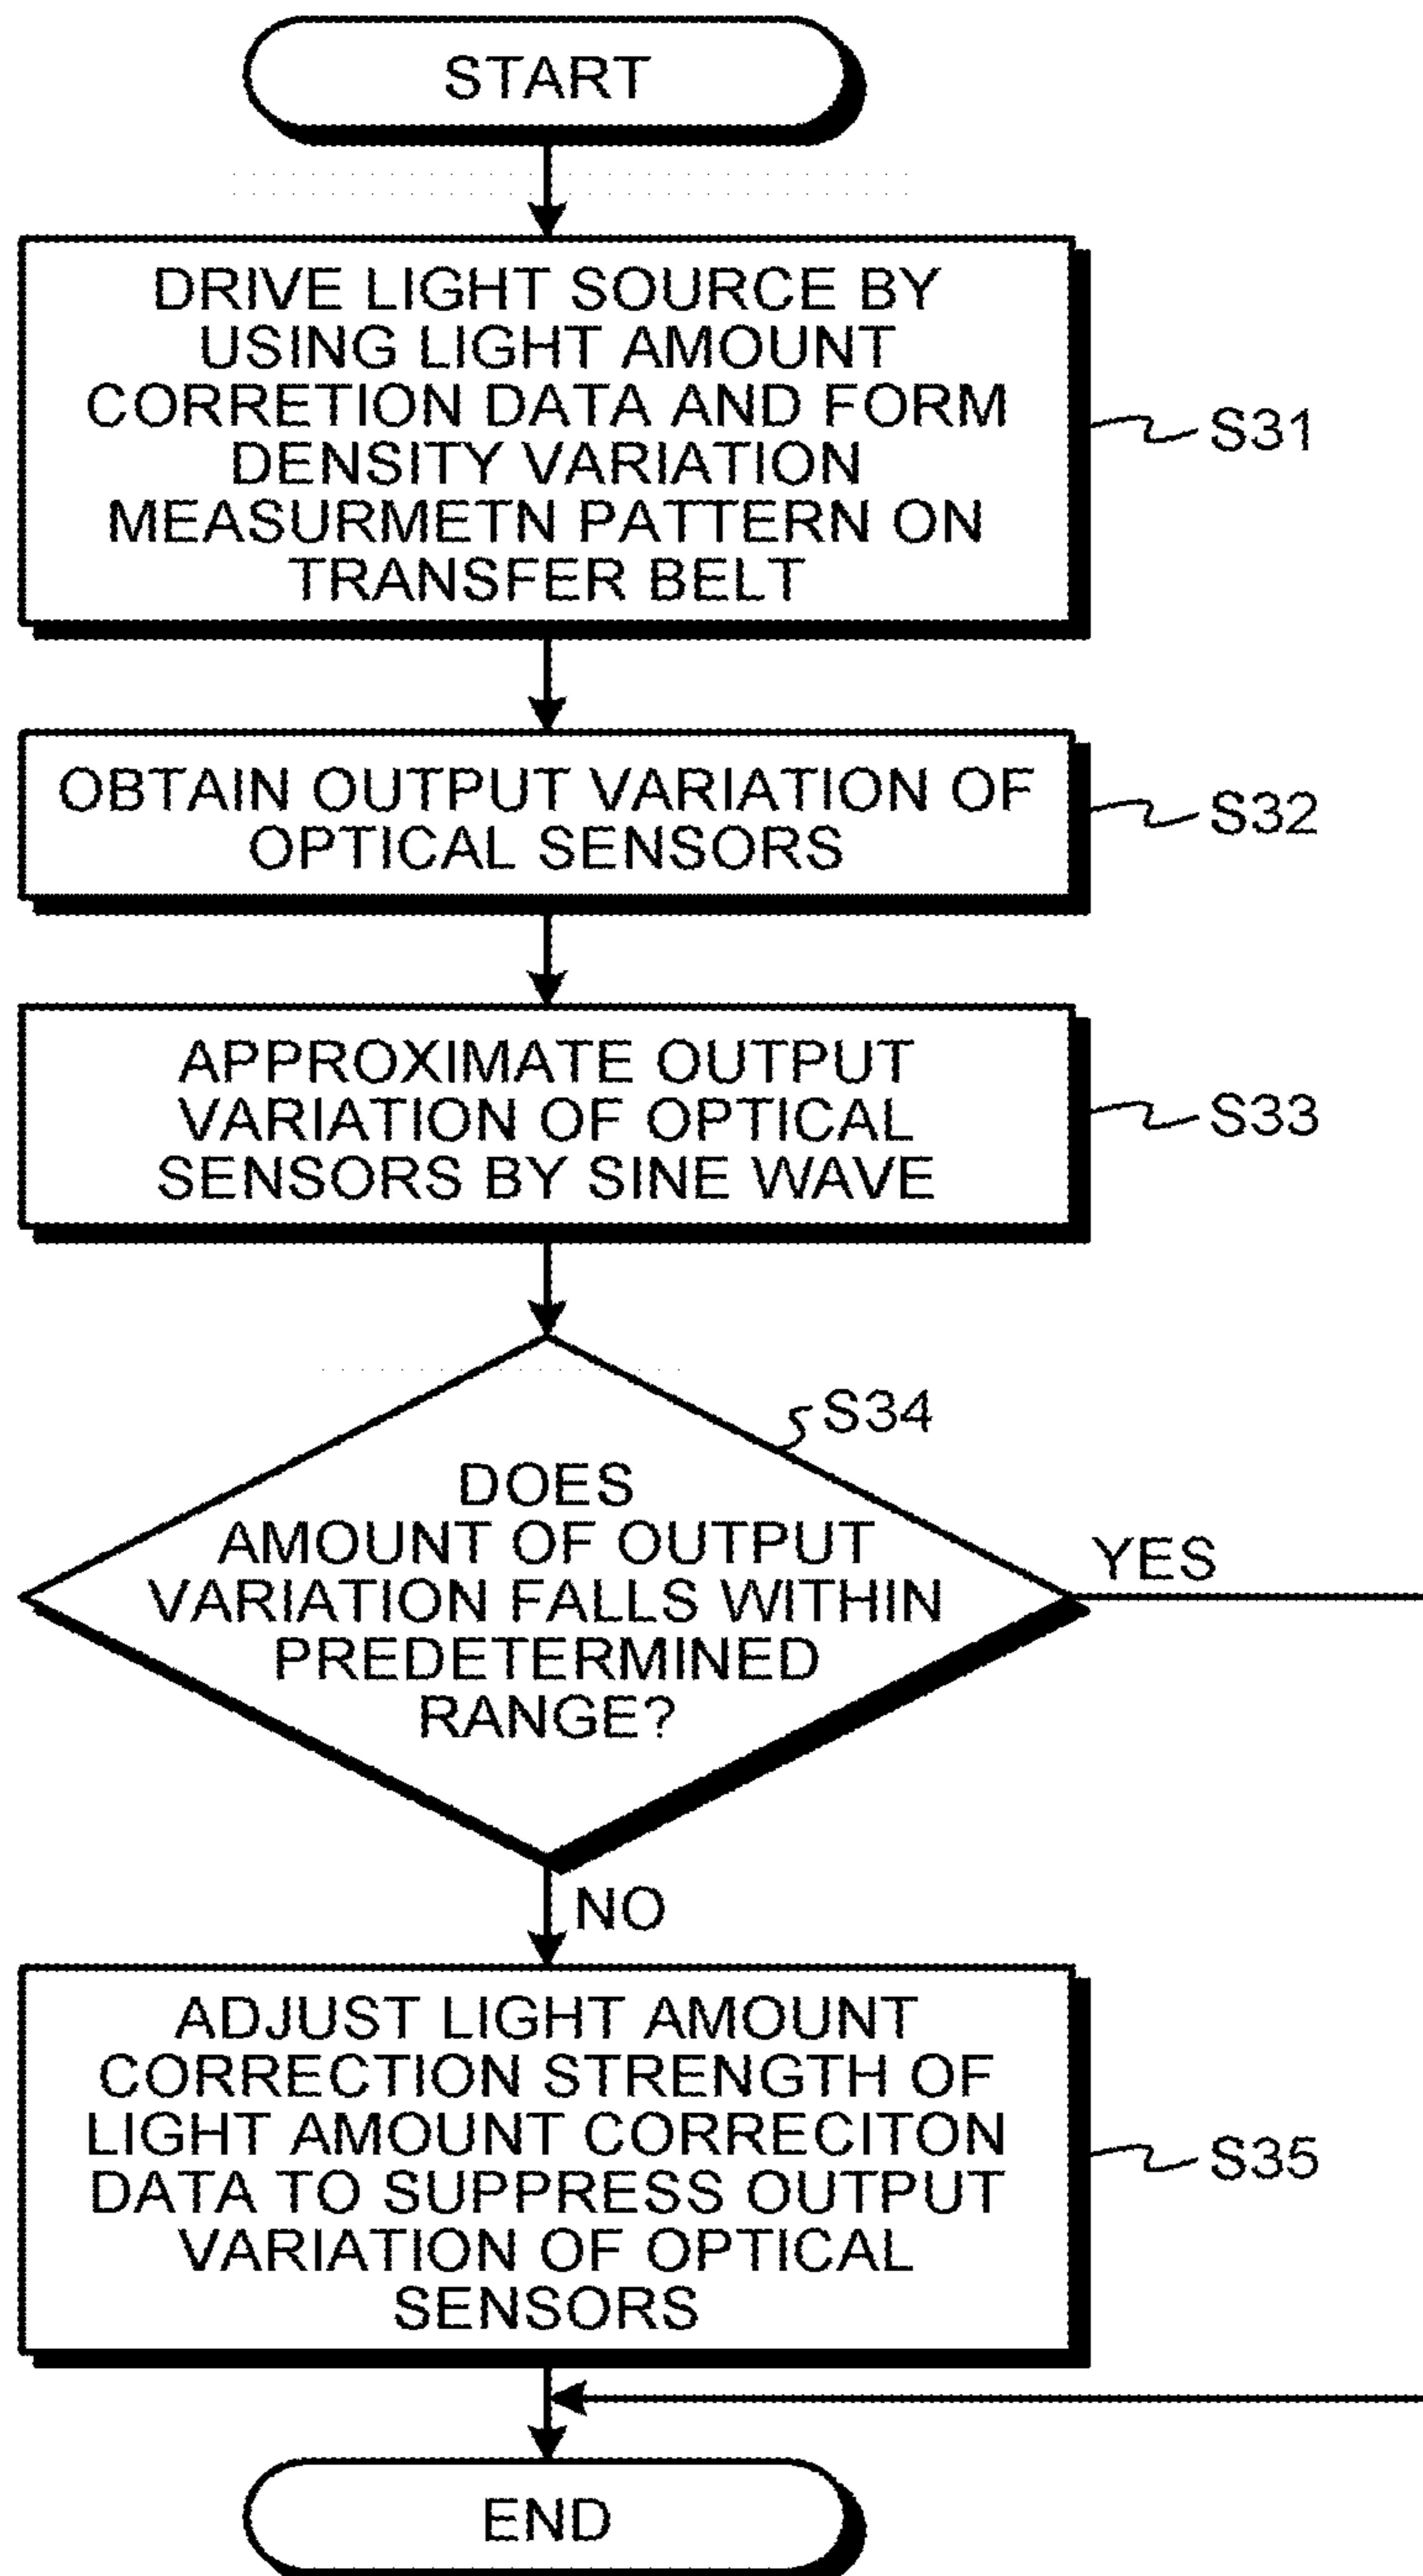 START
DRIVE LIGHT SOURCE BY
USING LIGHT AMOUNT
CORRETION DATA AND FORM
DENSITY VARIATION
MEASURMETN PATTERN ON
TRANSFER BELT
S31
OBTAIN OUTPUT VARIATION OF
OPTICAL SENSORS
S32
APPROXIMATE OUTPUT
VARIATION OF OPTICAL
SENSORS BY SINE WAVE
S33
S34
DOES
AMOUNT OF OUTPUT
VARIATION FALLS WITHIN
PREDETERMINED
RANGE?
YES
NO
ADJUST LIGHT AMOUNT
CORRECTION STRENGTH OF
LIGHT AMOUNT CORRECITON
DATA TO SUPPRESS OUTPUT
VARIATION OF OPTICAL
SENSORS
S35
END